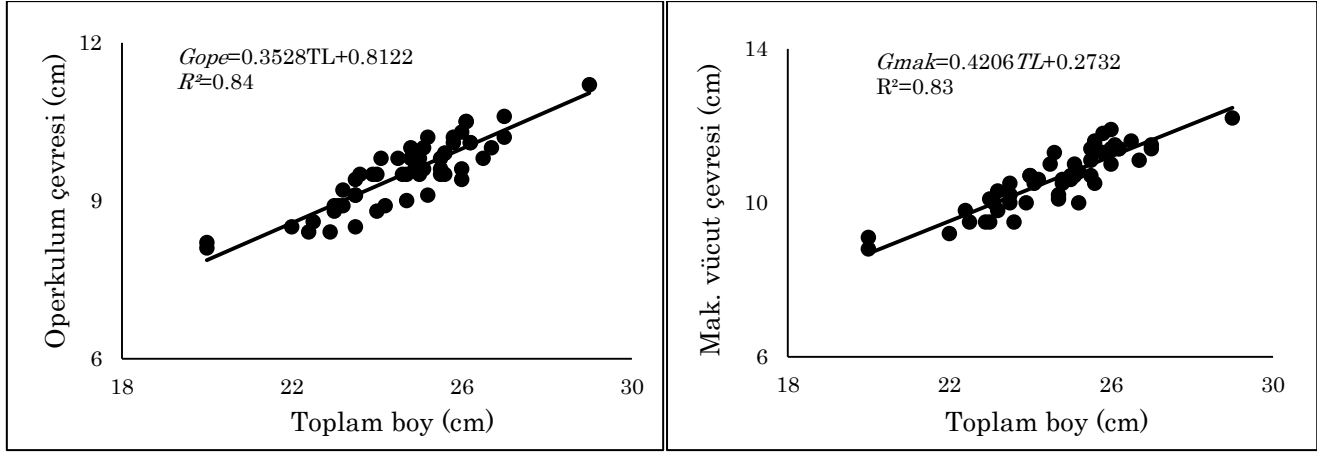 Gope=0.3528TL+0.8122
R²=0.84
Operkulum çevresi (cm)
12
9
6
18 22 26 30
Toplam boy (cm)
Gmak=0.4206TL+0.2732
R²=0.83
Mak. vücut çevresi (cm)
14
10
6
18 22 26 30
Toplam boy (cm)